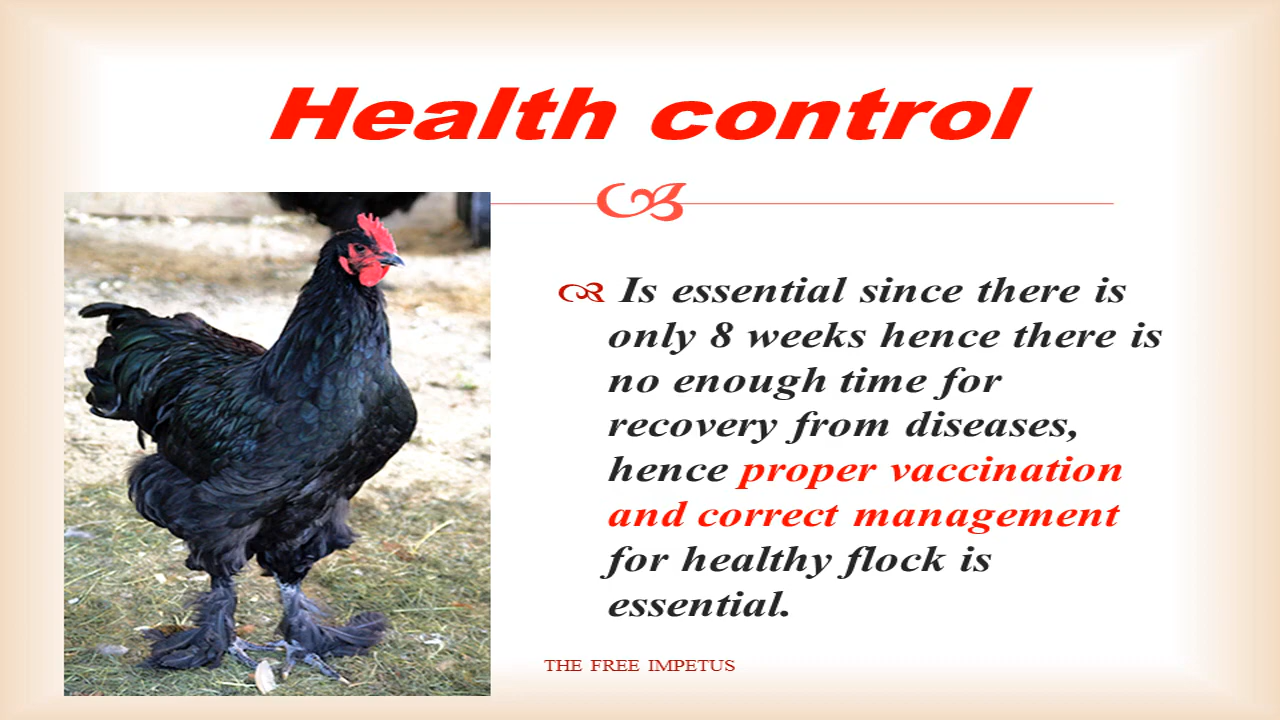 Health control
Is essential since there is
only 8 weeks hence there is
no enough time for
recovery from diseases,
hence proper vaccination
and correct management
for healthy flock is
essential.
THE FREE IMPETUS